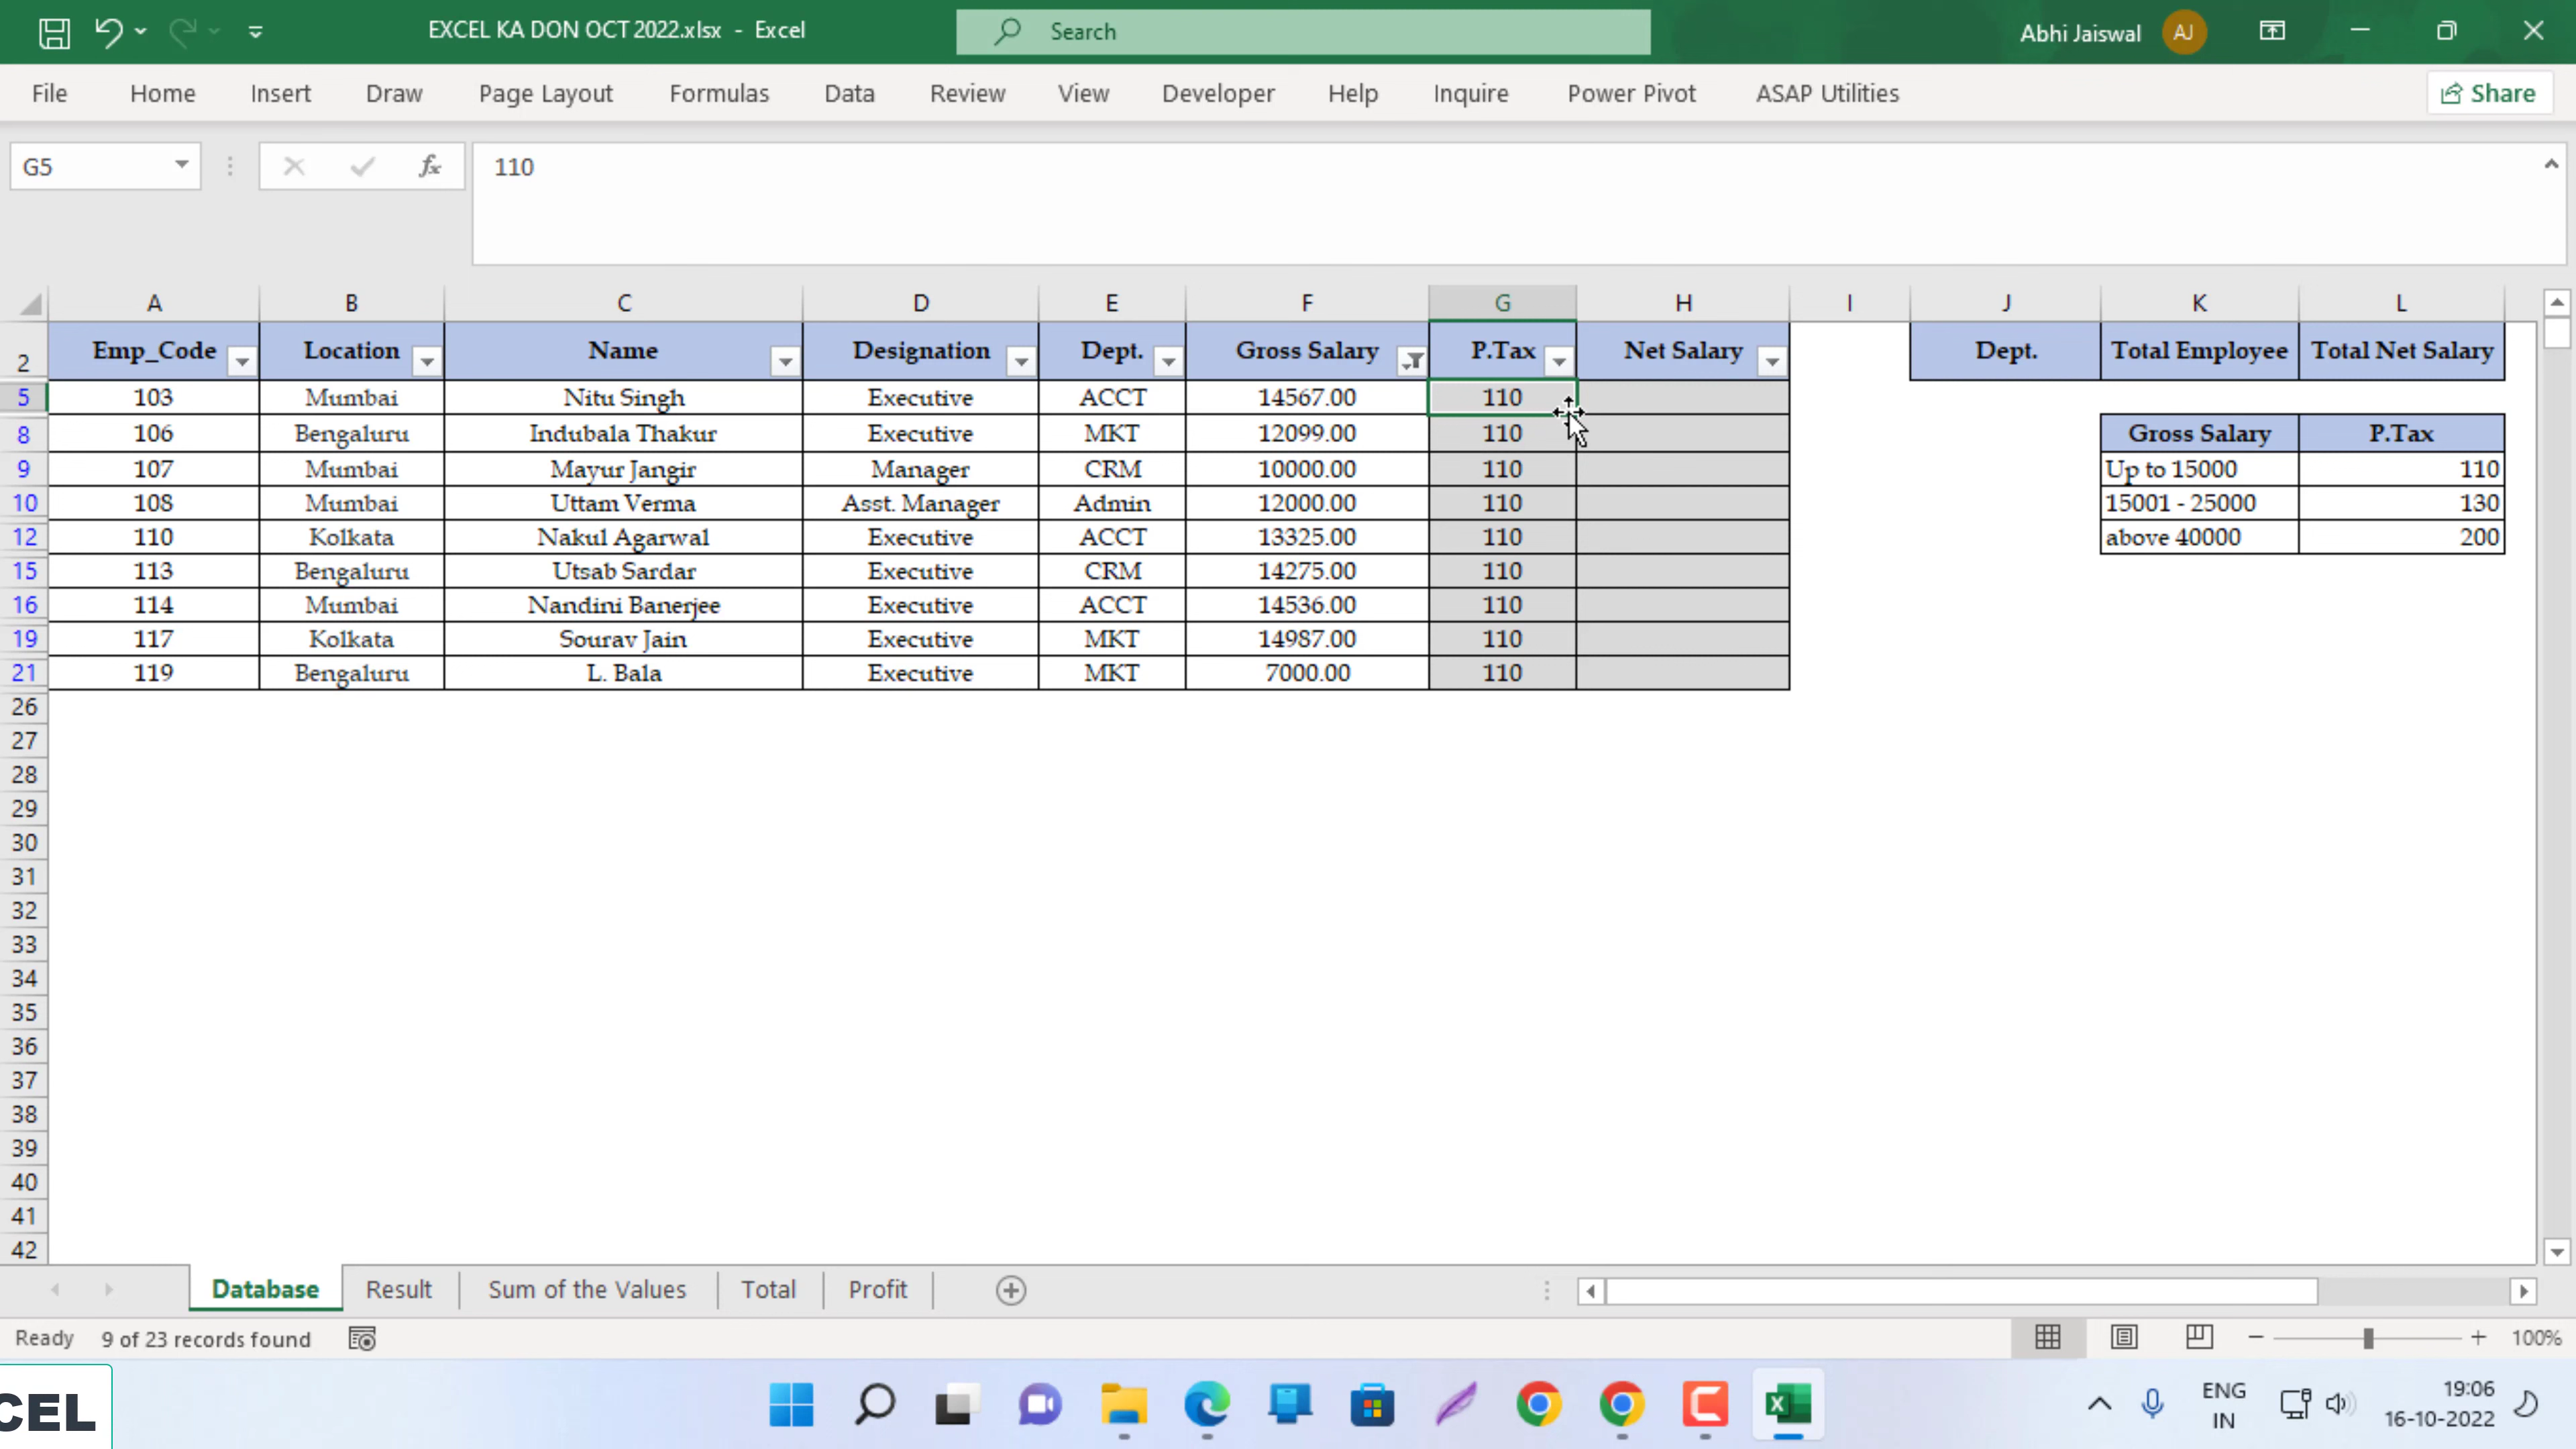 EXCEL KA DON OCT 2022.xlsx - Excel
Search
Abhi Jaiswal AJ
File Home Insert Draw Page Layout Formulas Data Review View Developer Help Inquire Power Pivot ASAP Utilities Share
G5 fx 110
A B C D E F G H I J K L
2 Emp_Code Location Name Designation Dept. Gross Salary P.Tax Net Salary Dept. Total Employee Total Net Salary
5 103 Mumbai Nitu Singh Executive ACCT 14567.00 110
8 106 Bengaluru Indubala Thakur Executive MKT 12099.00 110 Gross Salary P.Tax
9 107 Mumbai Mayur Jangir Manager CRM 10000.00 110 Up to 15000 110
10 108 Mumbai Uttam Verma Asst. Manager Admin 12000.00 110 15001 - 25000 130
12 110 Kolkata Nakul Agarwal Executive ACCT 13325.00 110 above 40000 200
15 113 Bengaluru Utsab Sardar Executive CRM 14275.00 110
16 114 Mumbai Nandini Banerjee Executive ACCT 14536.00 110
19 117 Kolkata Sourav Jain Executive MKT 14987.00 110
21 119 Bengaluru L. Bala Executive MKT 7000.00 110
26
27
28
29
30
31
32
33
34
35
36
37
38
39
40
41
42
Database Result Sum of the Values Total Profit
Ready 9 of 23 records found 100%
CEL
ENG
IN
19:06
16-10-2022